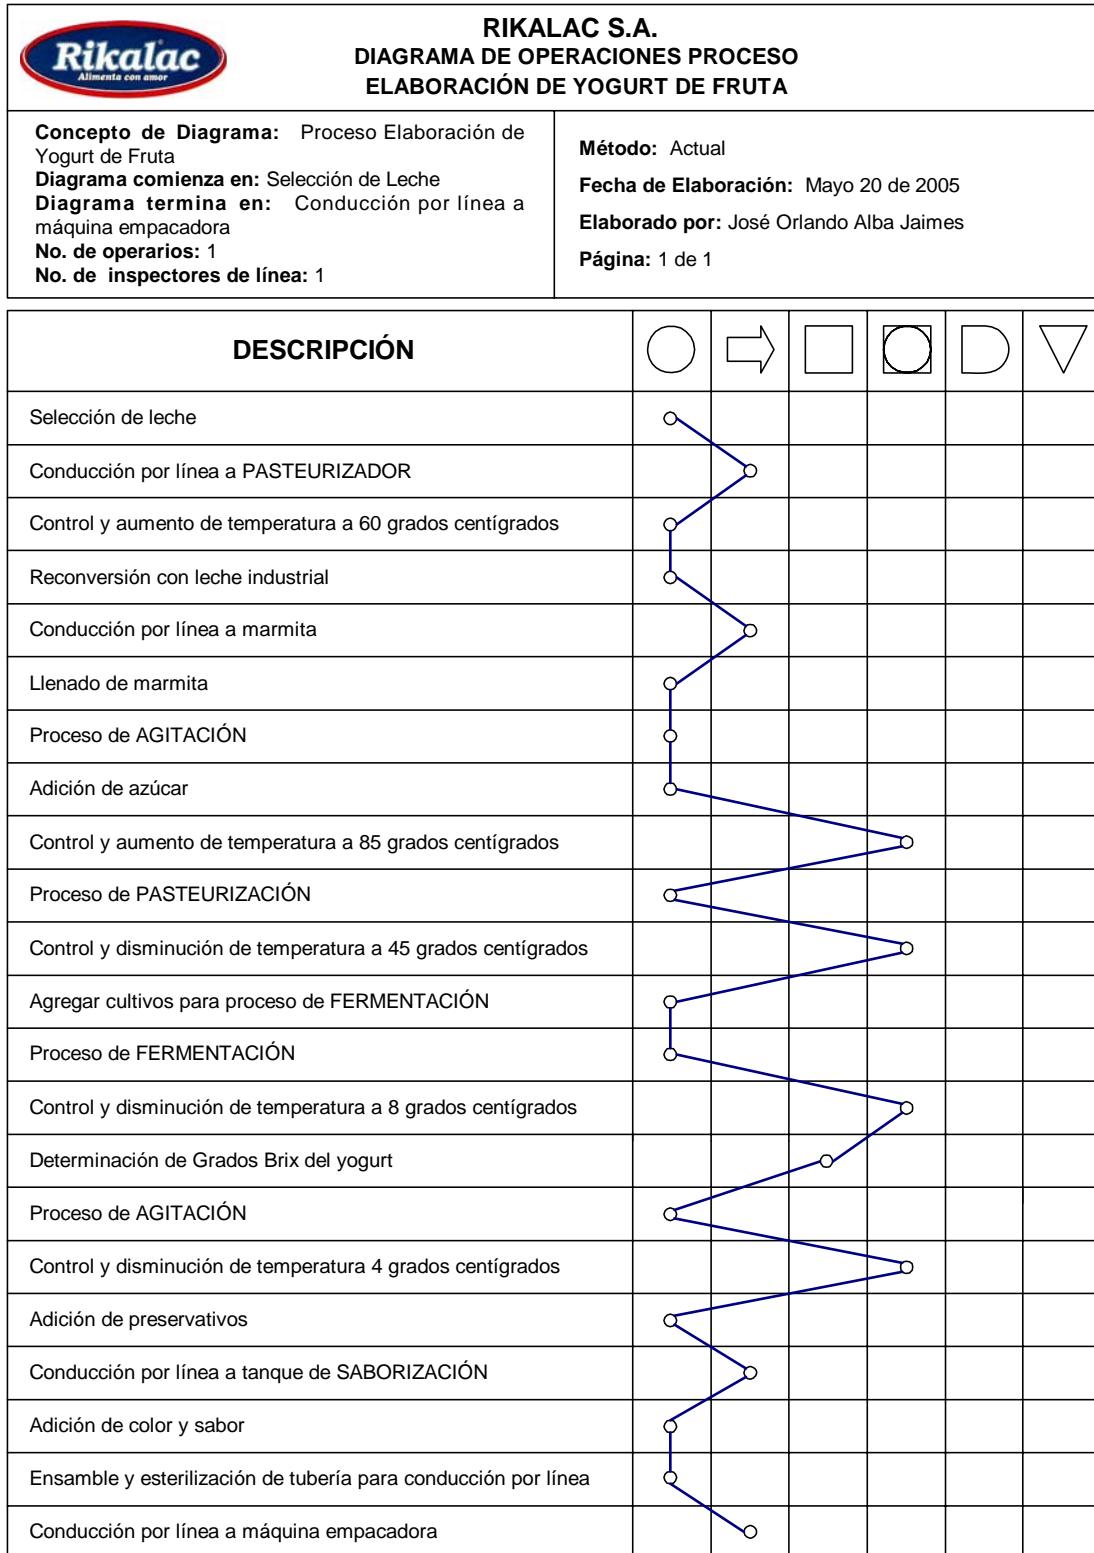 Rikalac
Alimenta con amor
RIKALAC S.A.
DIAGRAMA DE OPERACIONES PROCESO
ELABORACIÓN DE YOGURT DE FRUTA
Concepto de Diagrama: Proceso Elaboración de
Yogurt de Fruta
Diagrama comienza en: Selección de Leche
Diagrama termina en: Conducción por línea a
máquina empacadora
No. de operarios: 1
No. de inspectores de línea: 1
Método: Actual
Fecha de Elaboración: Mayo 20 de 2005
Elaborado por: José Orlando Alba Jaimes
Página: 1 de 1
DESCRIPCIÓN
Selección de leche
Conducción por línea a PASTEURIZADOR
Control y aumento de temperatura a 60 grados centígrados
Reconversión con leche industrial
Conducción por línea a marmita
Llenado de marmita
Proceso de AGITACIÓN
Adición de azúcar
Control y aumento de temperatura a 85 grados centígrados
Proceso de PASTEURIZACIÓN
Control y disminución de temperatura a 45 grados centígrados
Agregar cultivos para proceso de FERMENTACIÓN
Proceso de FERMENTACIÓN
Control y disminución de temperatura a 8 grados centígrados
Determinación de Grados Brix del yogurt
Proceso de AGITACIÓN
Control y disminución de temperatura 4 grados centígrados
Adición de preservativos
Conducción por línea a tanque de SABORIZACIÓN
Adición de color y sabor
Ensamble y esterilización de tubería para conducción por línea
Conducción por línea a máquina empacadora